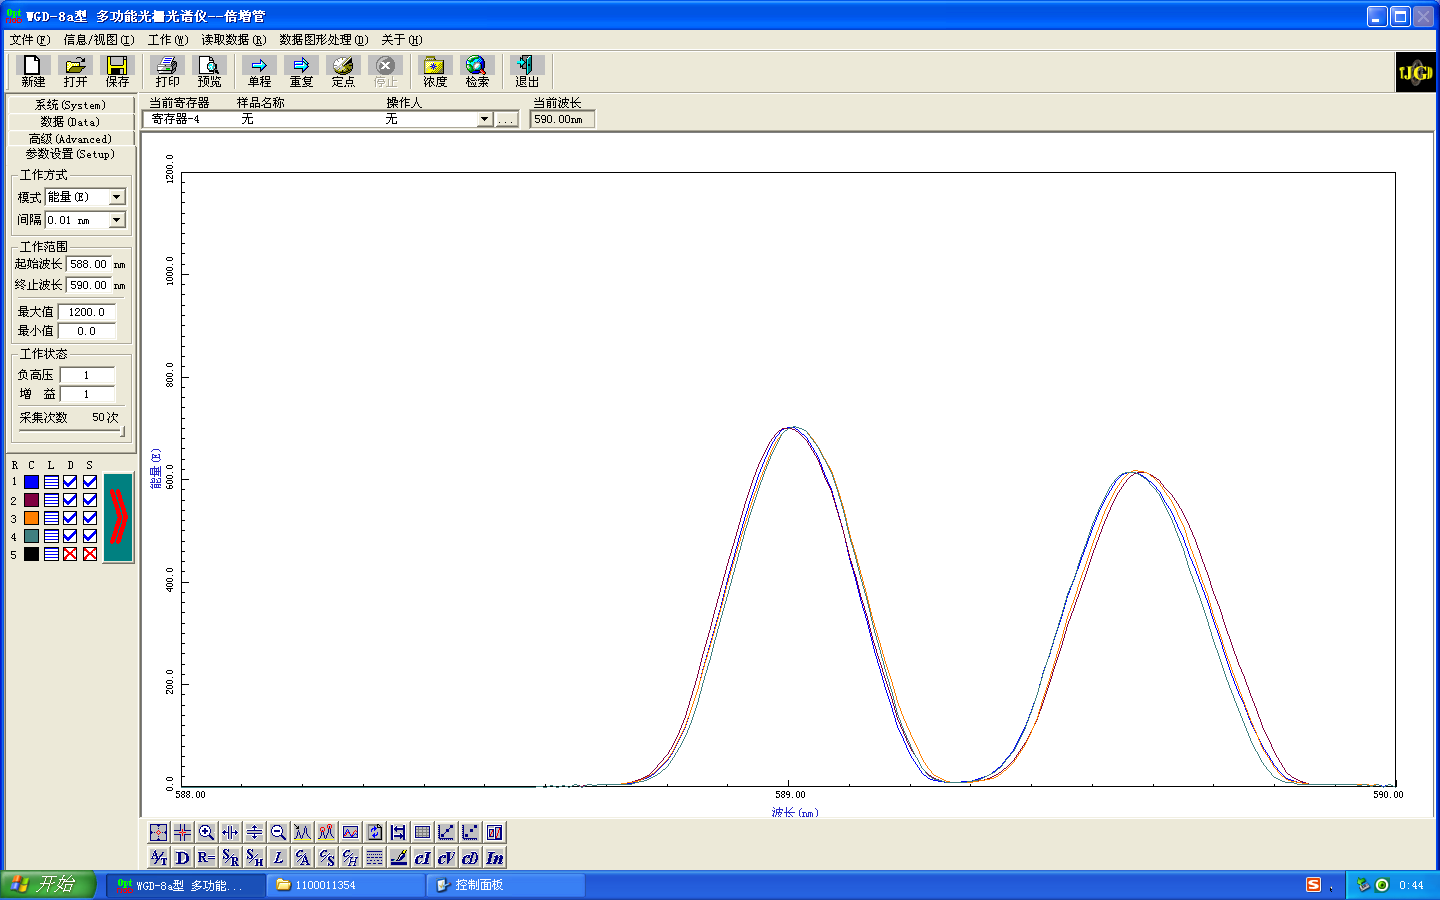 WGD-8a型 多功能光栅光谱仪--倍增管
文件(F) 信息/视图(I) 工作(W) 读取数据(R) 数据图形处理(D) 关于(H)
新建 打开 保存 打印 预览 单程 重复 定点 停止 浓度 检索 退出
系统(System)
数据(Data)
高级(Advanced)
参数设置(Setup)
工作方式
模式 能量(E)
间隔 0.01 nm
工作范围
起始波长 588.00 nm
终止波长 590.00 nm
最大值 1200.0
最小值 0.0
工作状态
负高压 1
增 益 1
采集次数 50次
R C L D S
1
2
3
4
5
当前寄存器 样品名称 操作人 当前波长
寄存器-4 无 无 ... 590.00nm
1200.0
1000.0
800.0
600.0
400.0
200.0
0.0
能量(E)
588.00 589.00 590.00
波长(nm)
A/T D R= S/R S/H L C/A C/S C/H cI cV cD In
开始 WGD-8a型 多功能... 1100011354 控制面板 0:44